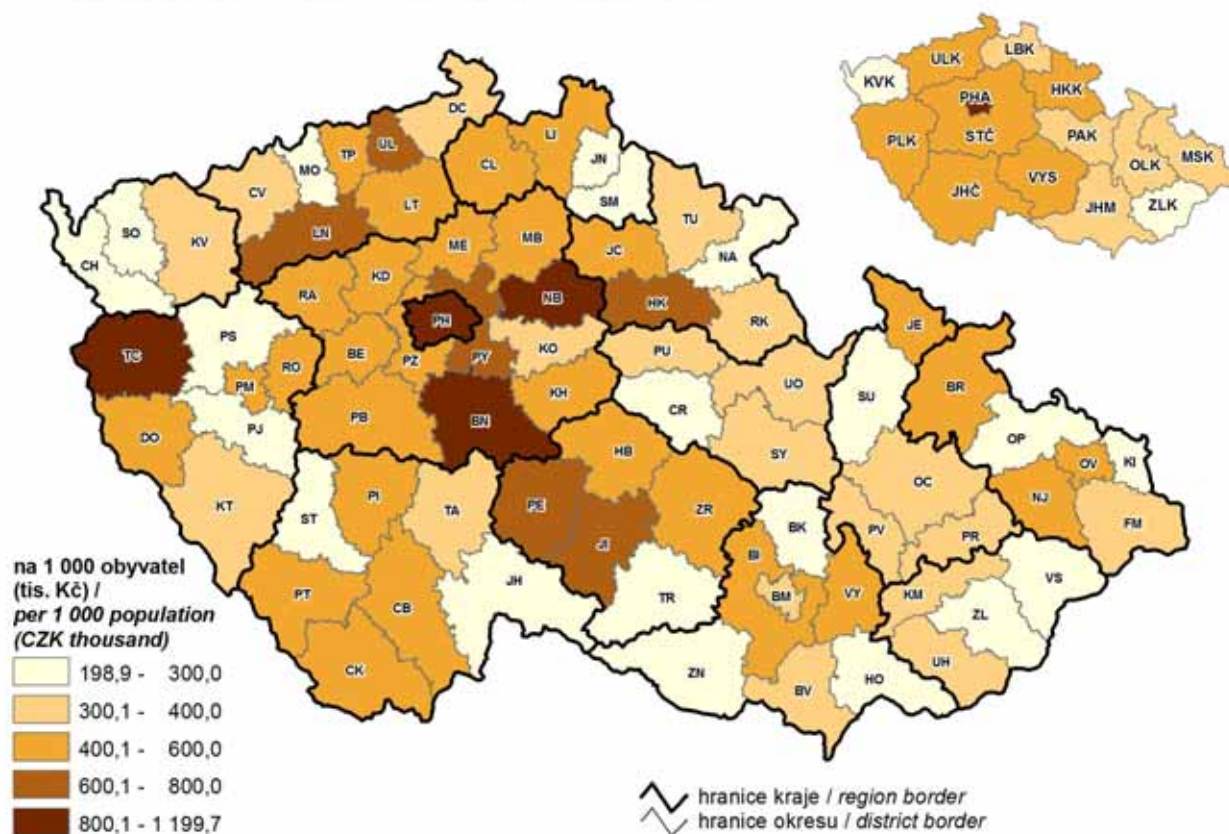 ULK LBK
KVK HKK
PHA
PLK STČ PAK
OLK MSK
JHČ VYS
JHM ZLK
DC
UL LI
TP CL JN
MO
CV LT SM
SO KV LN TU
ME MB JC NA
CH KD
RA NB HK
PH RK JE
TC PS BE KO PU
RO PZ PY BR
PM UO SU
PB KH CR
DO PJ BN OP
HB SY OV KI
OC NJ
KT ST PI TA PE ZR BK PV PR FM
JI BI
VS
PT CB JH TR BM VY KM ZL
CK ZN UH
BV HO
na 1 000 obyvatel
(tis. Kč) /
per 1 000 population
(CZK thousand)
198,9 - 300,0
300,1 - 400,0
400,1 - 600,0
600,1 - 800,0
800,1 - 1 199,7
hranice kraje / region border
hranice okresu / district border